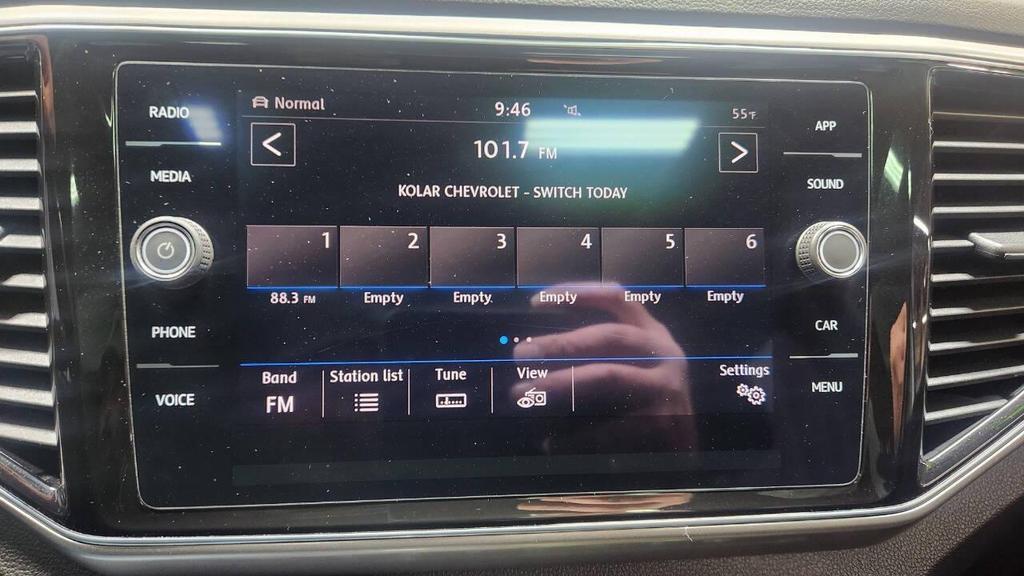 RADIO
MEDIA
PHONE
VOICE
Normal
9:46
55°F
101.7 FM
KOLAR CHEVROLET - SWITCH TODAY
1
2
3
4
5
6
88.3 FM
Empty
Empty
Empty
Empty
Empty
Band
FM
Station list
Tune
View
Settings
APP
SOUND
CAR
MENU